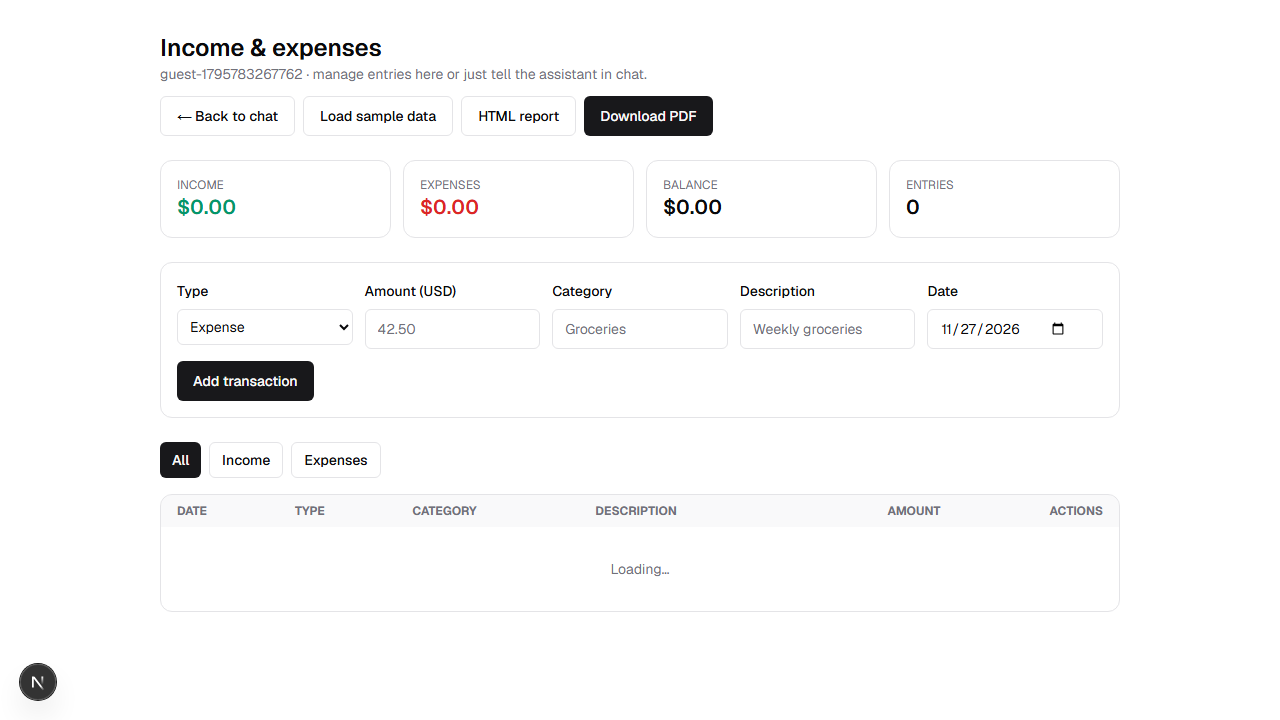 Income & expenses
guest-1795783267762 · manage entries here or just tell the assistant in chat.
← Back to chat
Load sample data
HTML report
Download PDF
INCOME
$0.00
EXPENSES
$0.00
BALANCE
$0.00
ENTRIES
0
Type
Amount (USD)
Category
Description
Date
Expense
42.50
Groceries
Weekly groceries
11/27/2026
Add transaction
All
Income
Expenses
DATE TYPE CATEGORY DESCRIPTION AMOUNT ACTIONS
Loading…
N